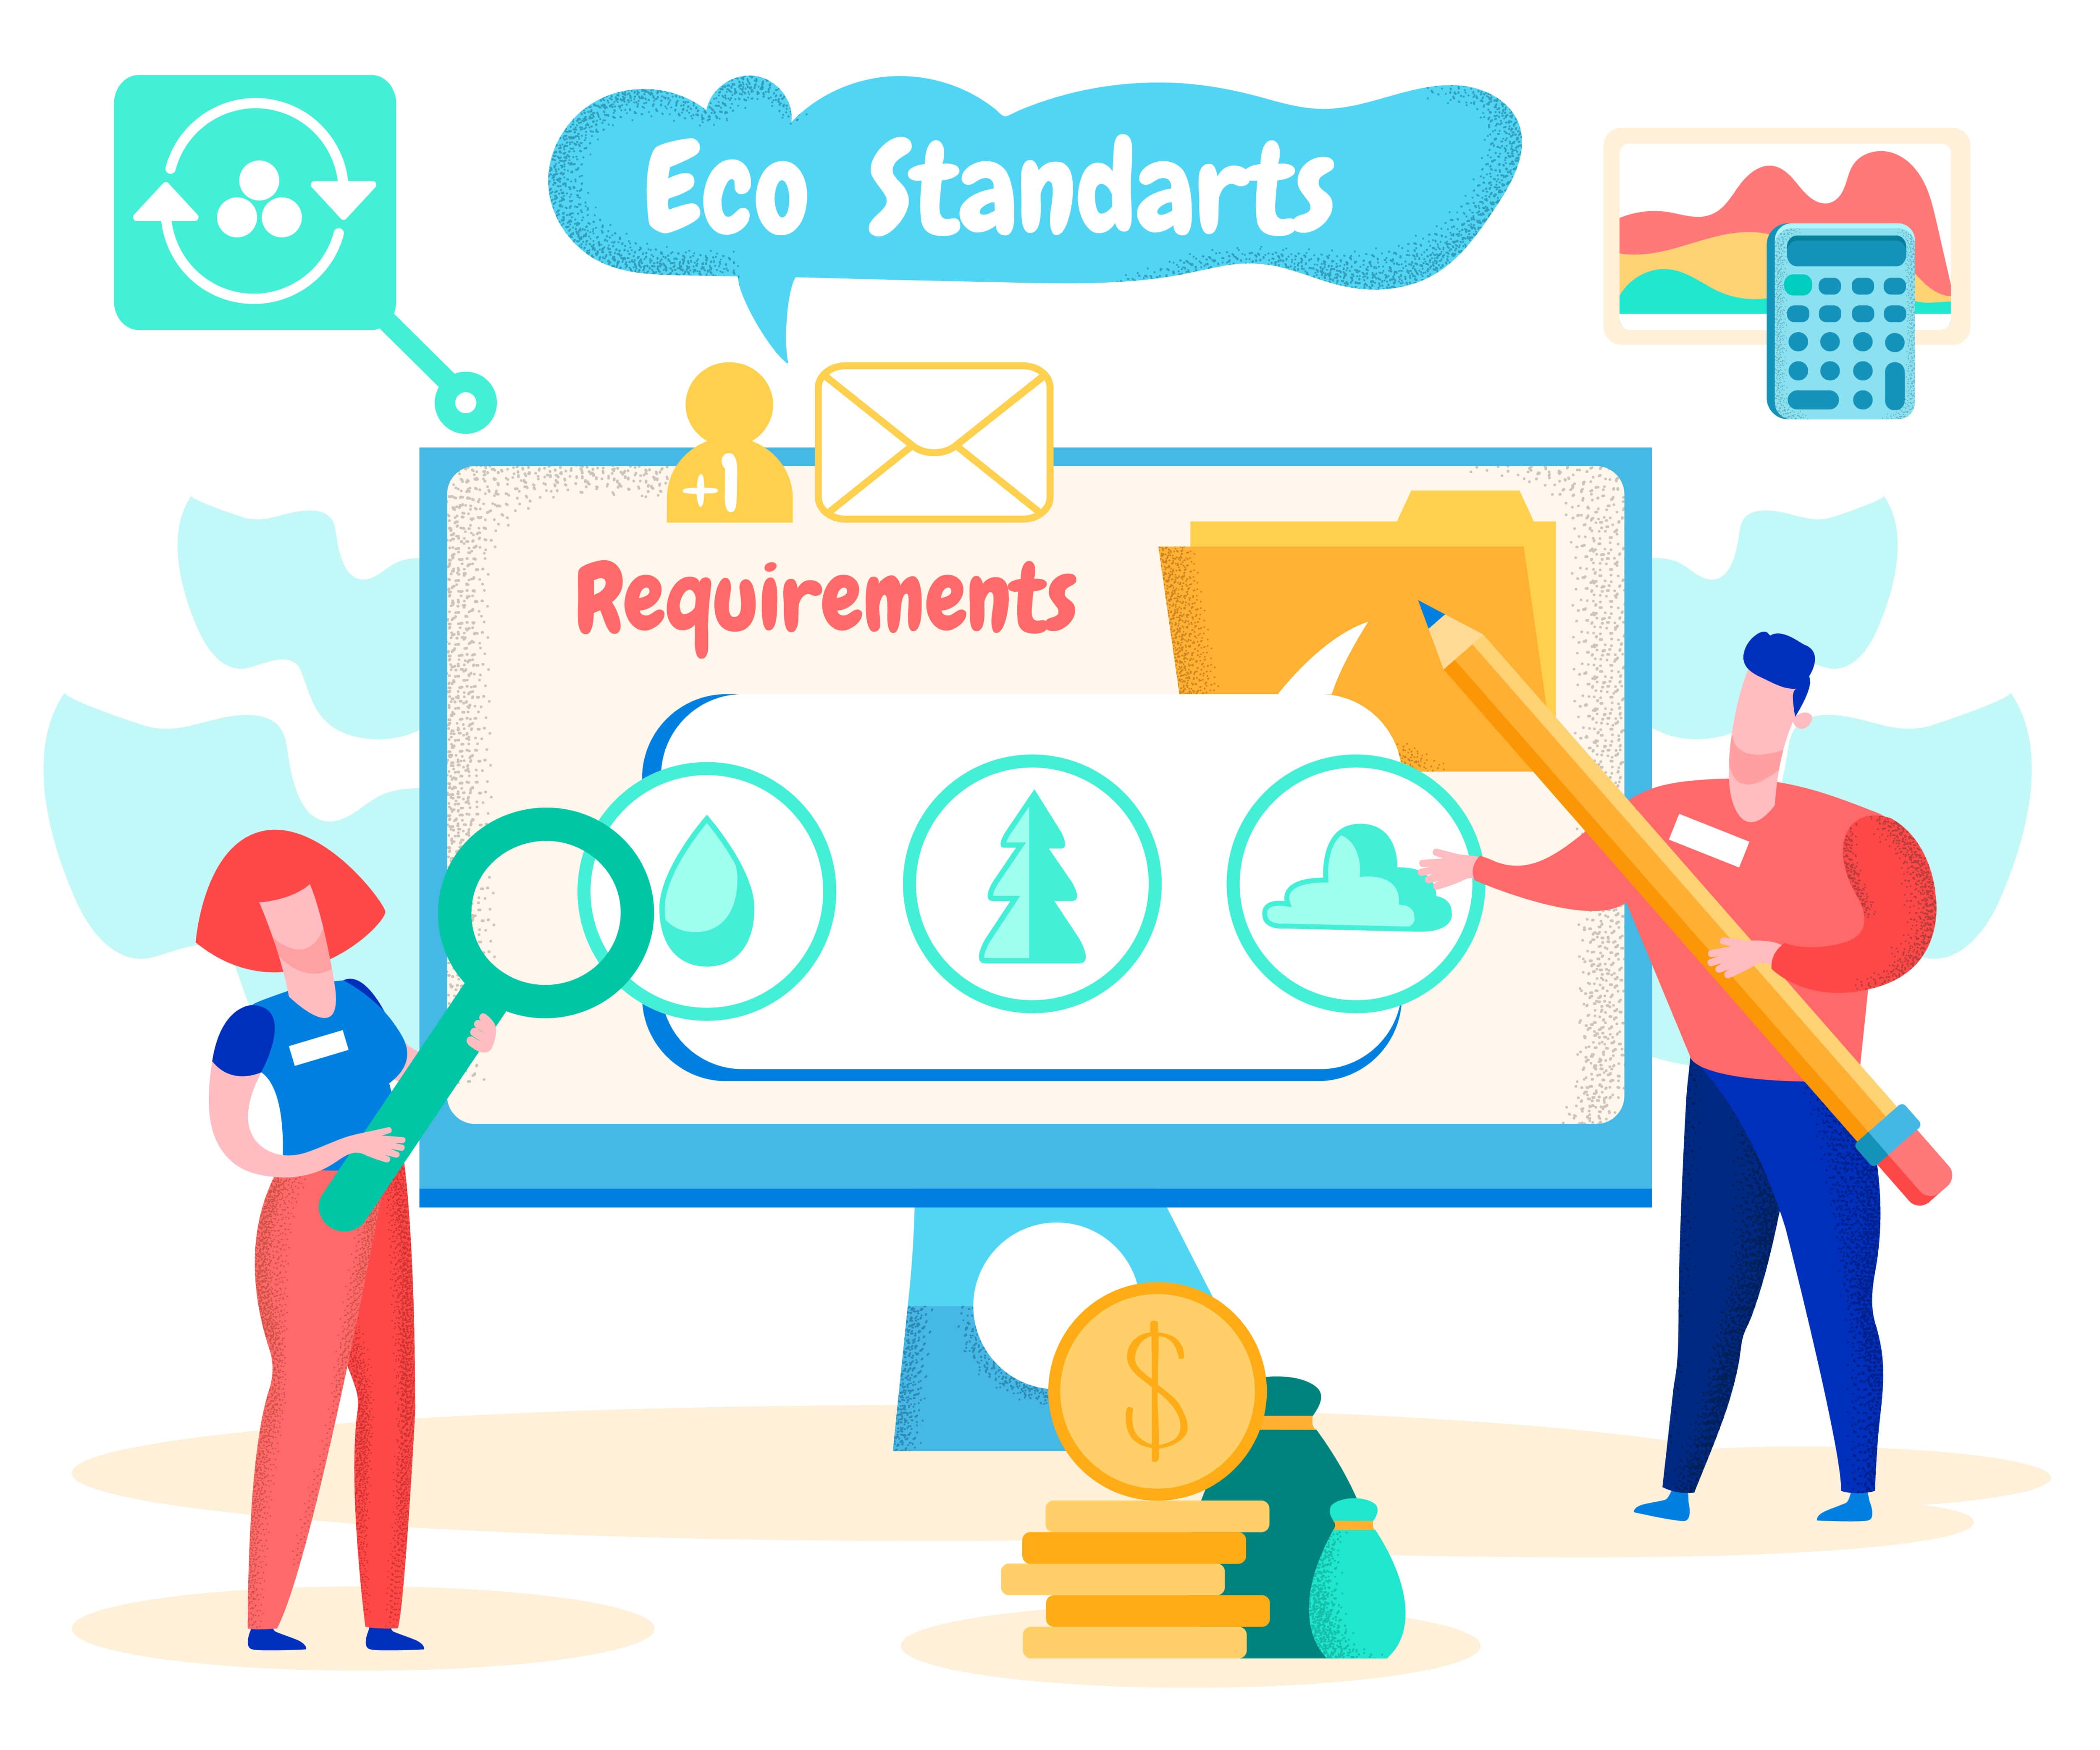 Eco Standarts
+1
Requirements
$